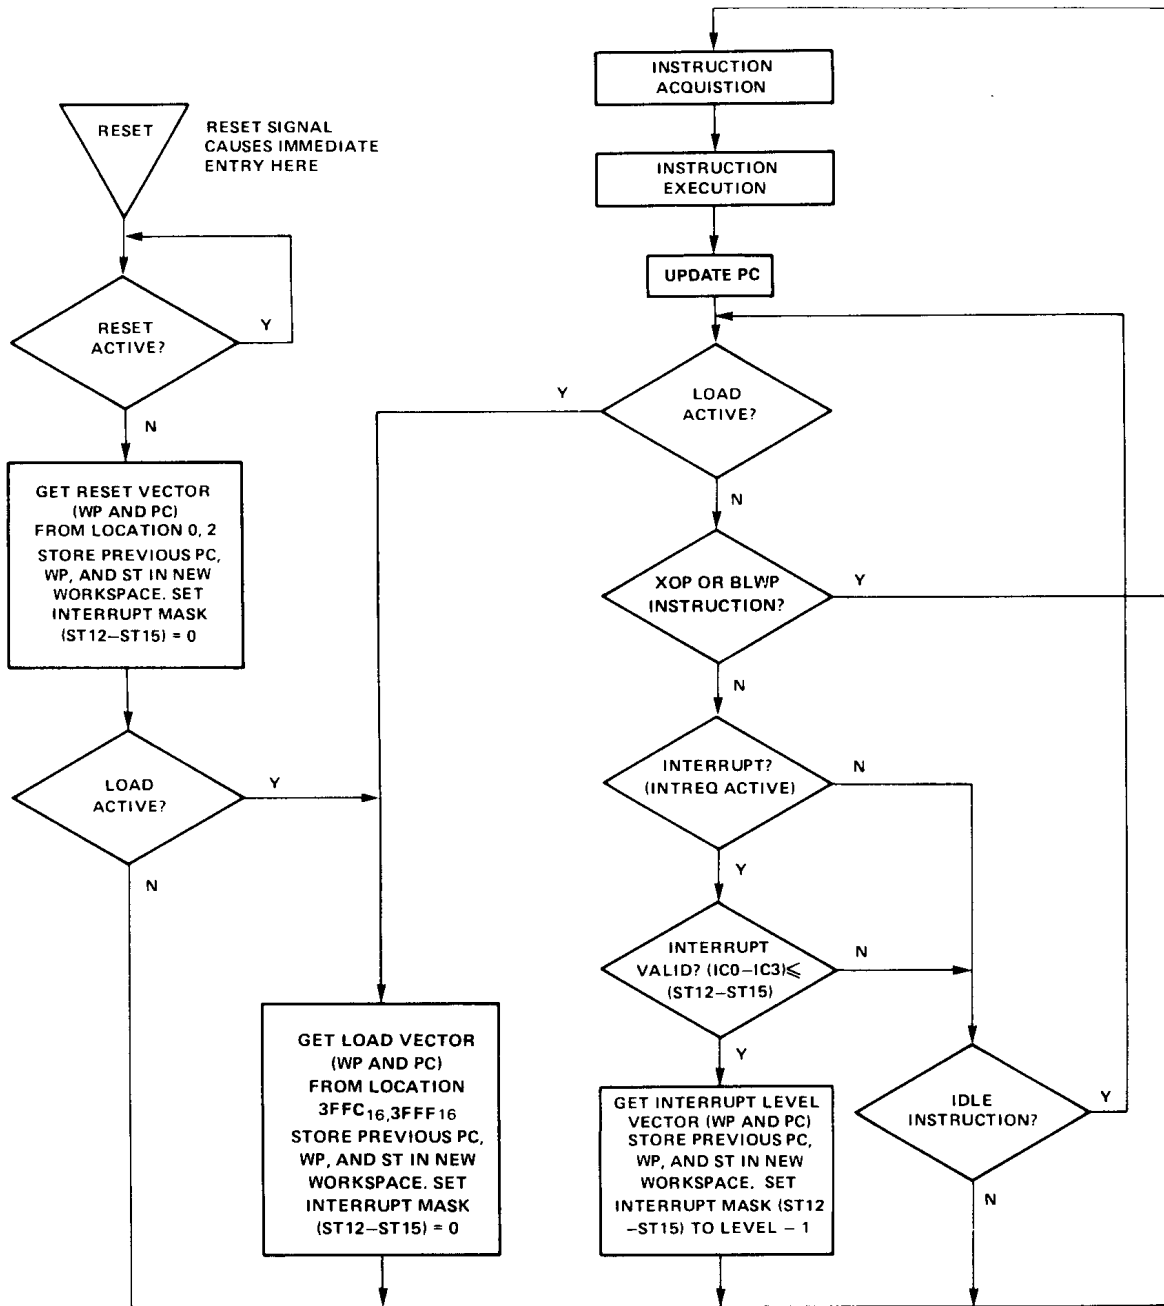 INSTRUCTION
ACQUISTION
RESET
RESET SIGNAL
CAUSES IMMEDIATE
ENTRY HERE
INSTRUCTION
EXECUTION
UPDATE PC
RESET
ACTIVE?
Y
N
LOAD
ACTIVE?
Y
N
GET RESET VECTOR
(WP AND PC)
FROM LOCATION 0, 2
STORE PREVIOUS PC,
WP, AND ST IN NEW
WORKSPACE. SET
INTERRUPT MASK
(ST12–ST15) = 0
XOP OR BLWP
INSTRUCTION?
Y
N
LOAD
ACTIVE?
Y
N
INTERRUPT?
(INTREQ ACTIVE)
N
Y
INTERRUPT
VALID? (IC0–IC3)⩽
(ST12–ST15)
N
Y
GET LOAD VECTOR
(WP AND PC)
FROM LOCATION
3FFC16,3FFF16
STORE PREVIOUS PC,
WP, AND ST IN NEW
WORKSPACE. SET
INTERRUPT MASK
(ST12–ST15) = 0
GET INTERRUPT LEVEL
VECTOR (WP AND PC)
STORE PREVIOUS PC,
WP, AND ST IN NEW
WORKSPACE. SET
INTERRUPT MASK (ST12
–ST15) TO LEVEL – 1
IDLE
INSTRUCTION?
Y
N